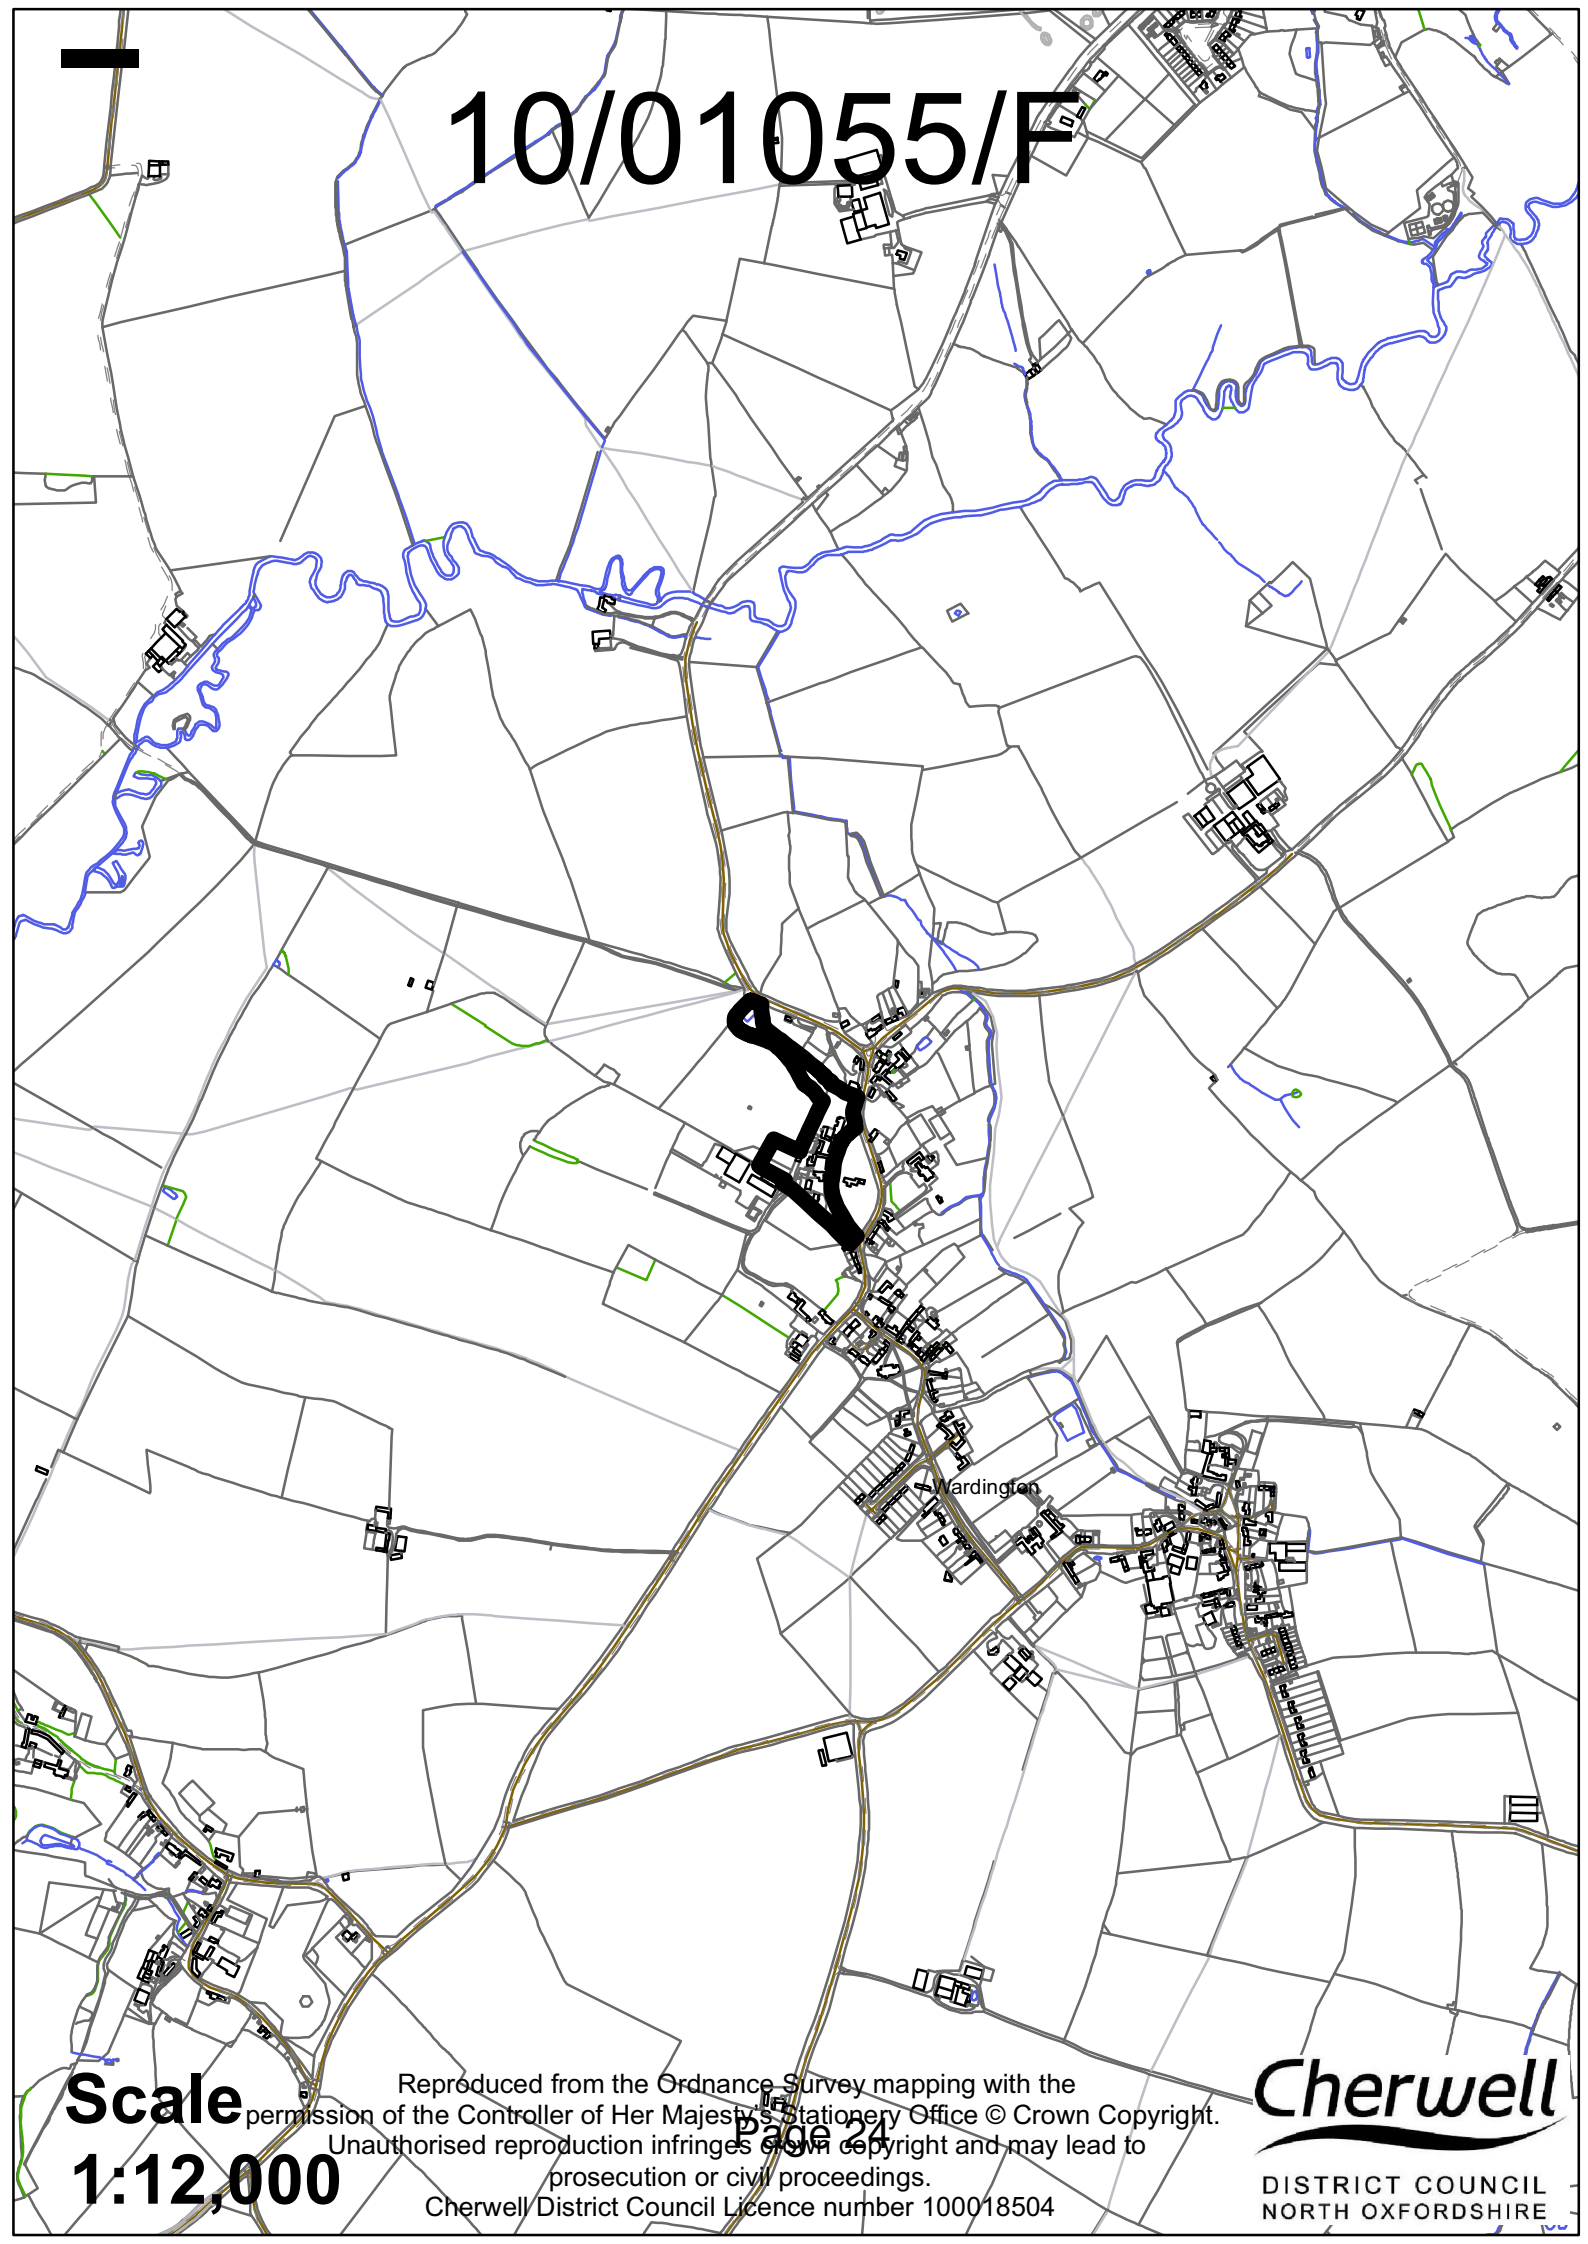 10/01055/F
Wardington
Scale
1:12,000
Reproduced from the Ordnance Survey mapping with the
permission of the Controller of Her Majesty's Stationery Office © Crown Copyright.
Unauthorised reproduction infringes crown copyright and may lead to
prosecution or civil proceedings.
Cherwell District Council Licence number 100018504
Page 24
Cherwell
DISTRICT COUNCIL
NORTH OXFORDSHIRE